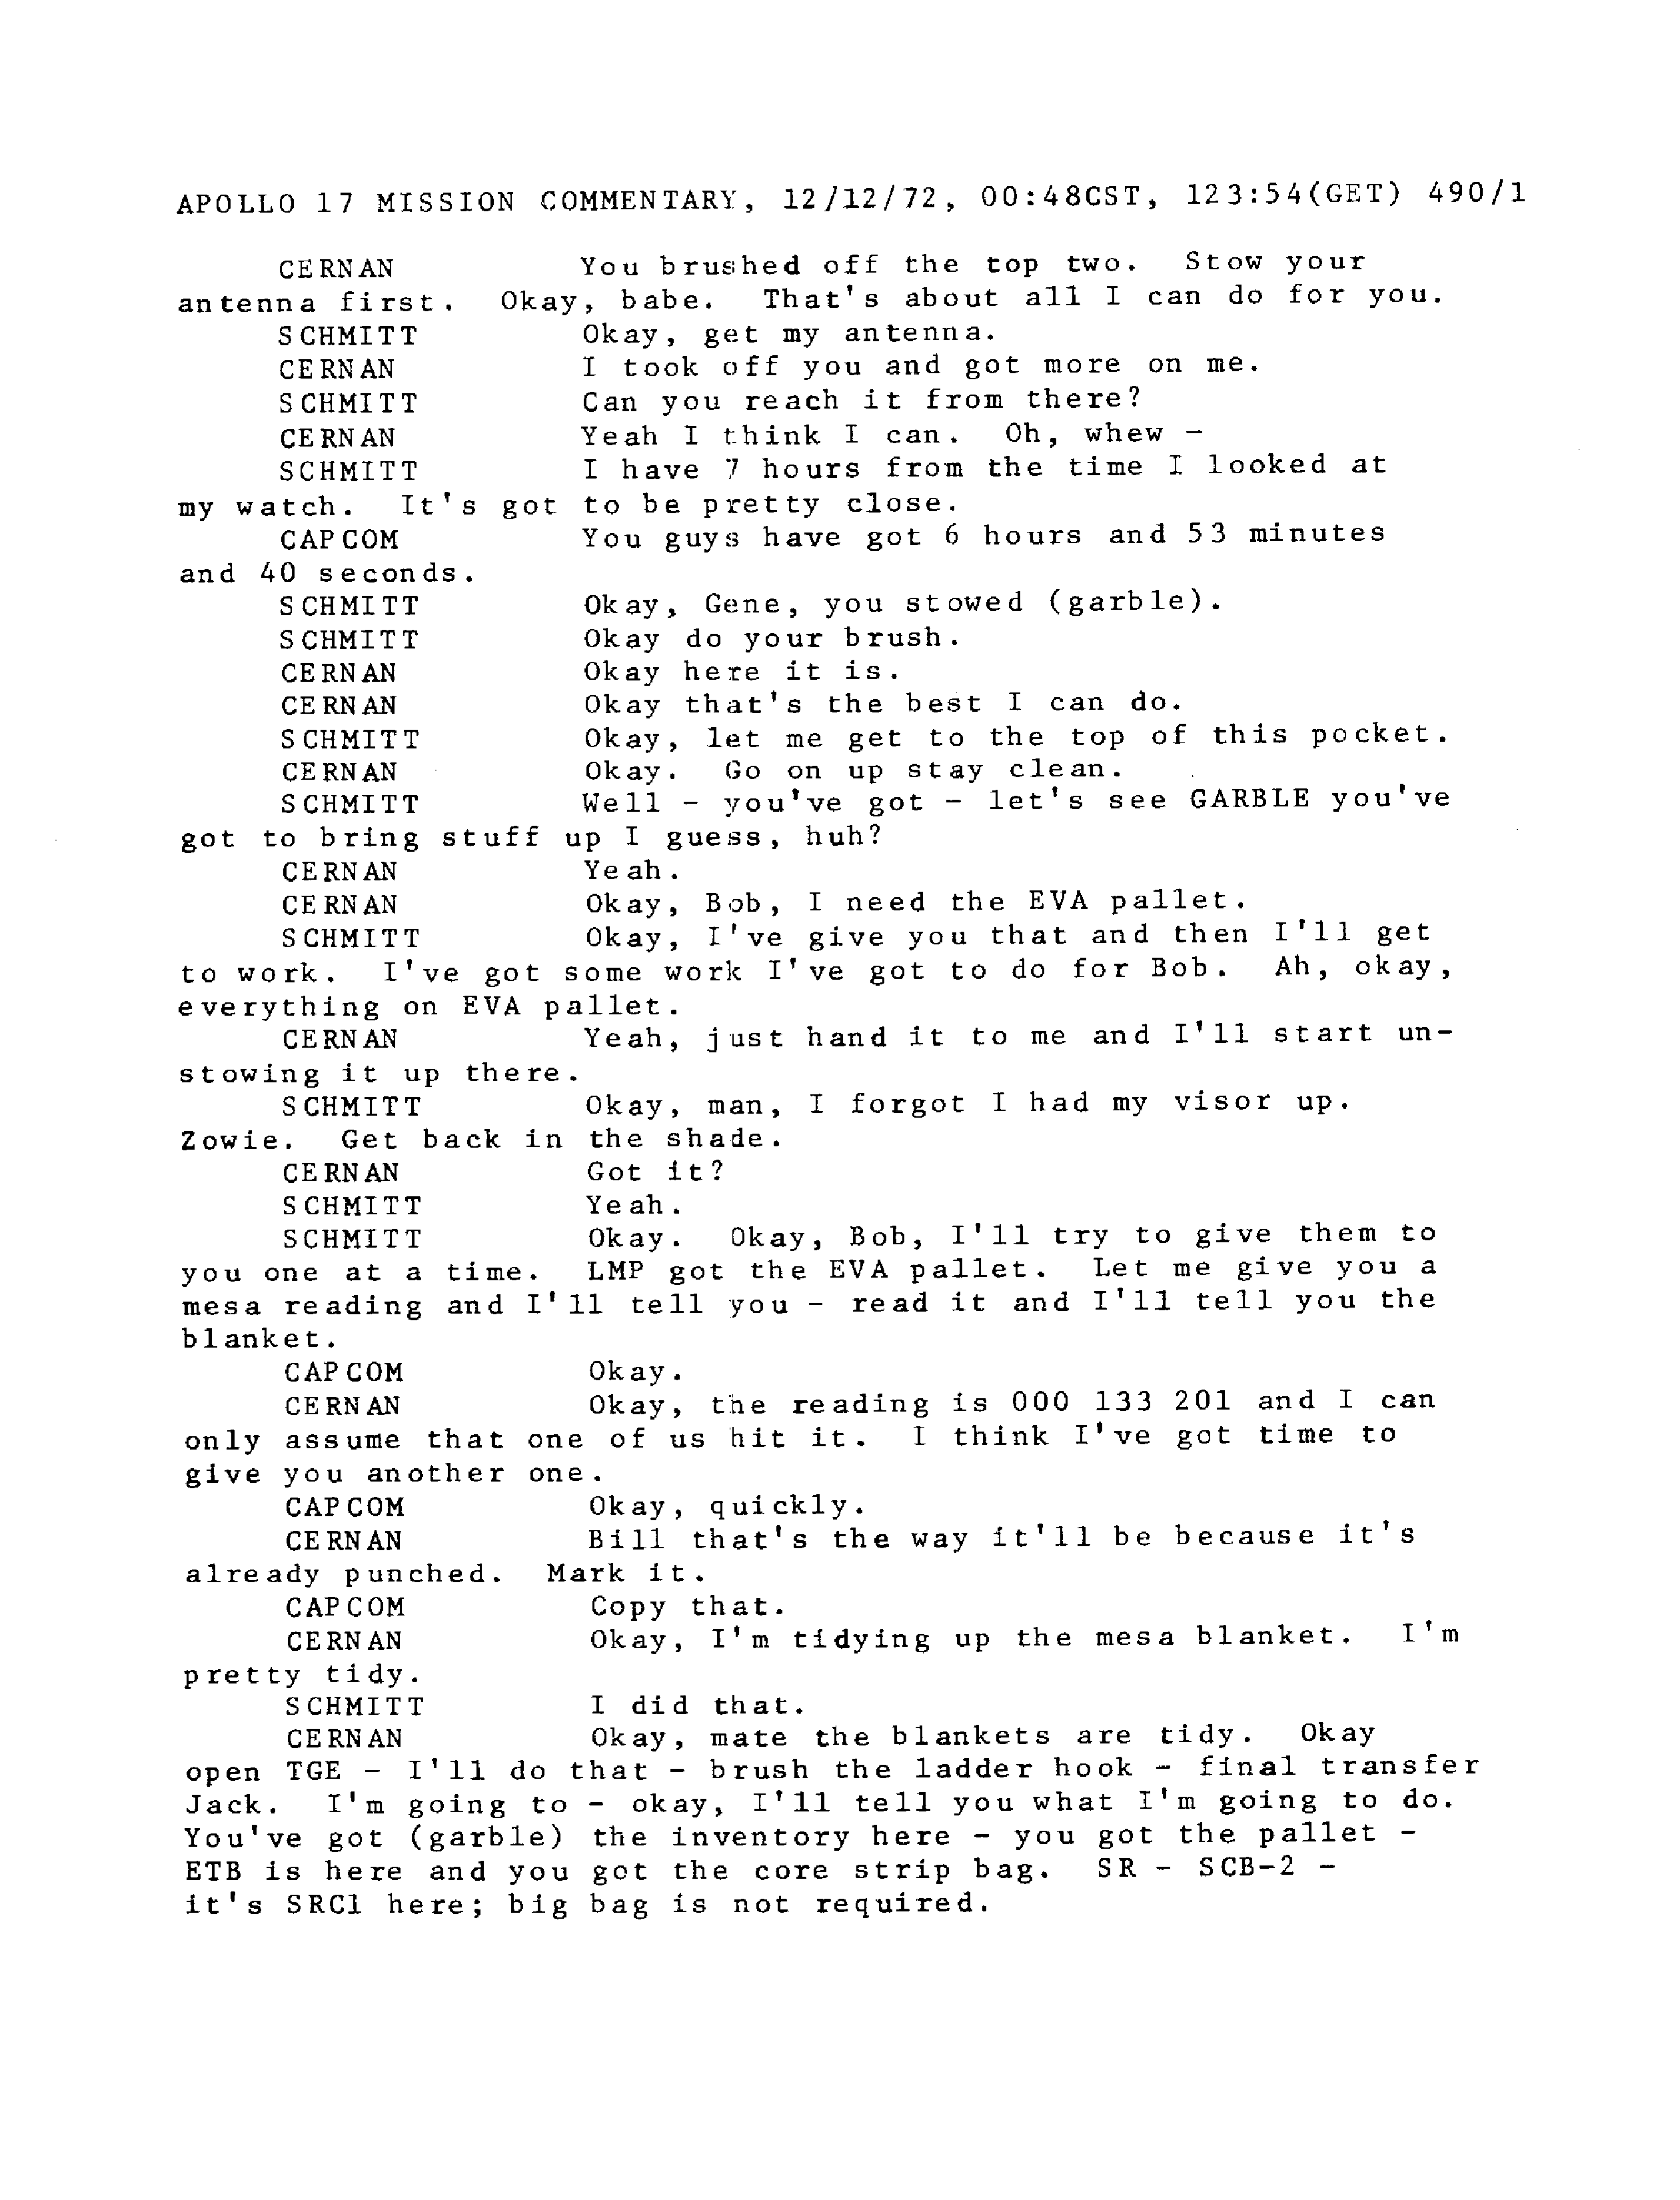 APOLLO 17 MISSION COMMENTARY, 12/12/72, 00:48CST, 123:54(GET) 490/1
CERNAN You brushed off the top two. Stow your
antenna first. Okay, babe. That's about all I can do for you.
SCHMITT Okay, get my antenna.
CERNAN I took off you and got more on me.
SCHMITT Can you reach it from there?
CERNAN Yeah I think I can. Oh, whew -
SCHMITT I have 7 hours from the time I looked at
my watch. It's got to be pretty close.
CAPCOM You guys have got 6 hours and 53 minutes
and 40 seconds.
SCHMITT Okay, Gene, you stowed (garble).
SCHMITT Okay do your brush.
CERNAN Okay here it is.
CERNAN Okay that's the best I can do.
SCHMITT Okay, let me get to the top of this pocket.
CERNAN Okay. Go on up stay clean.
SCHMITT Well - you've got - let's see GARBLE you've
got to bring stuff up I guess, huh?
CERNAN Yeah.
CERNAN Okay, Bob, I need the EVA pallet.
SCHMITT Okay, I've give you that and then I'll get
to work. I've got some work I've got to do for Bob. Ah, okay,
everything on EVA pallet.
CERNAN Yeah, just hand it to me and I'll start un-
stowing it up there.
SCHMITT Okay, man, I forgot I had my visor up.
Zowie. Get back in the shade.
CERNAN Got it?
SCHMITT Yeah.
SCHMITT Okay. Okay, Bob, I'll try to give them to
you one at a time. LMP got the EVA pallet. Let me give you a
mesa reading and I'll tell you - read it and I'll tell you the
blanket.
CAPCOM Okay.
CERNAN Okay, the reading is 000 133 201 and I can
only assume that one of us hit it. I think I've got time to
give you another one.
CAPCOM Okay, quickly.
CERNAN Bill that's the way it'll be because it's
already punched. Mark it.
CAPCOM Copy that.
CERNAN Okay, I'm tidying up the mesa blanket. I'm
pretty tidy.
SCHMITT I did that.
CERNAN Okay, mate the blankets are tidy. Okay
open TGE - I'll do that - brush the ladder hook - final transfer
Jack. I'm going to - okay, I'll tell you what I'm going to do.
You've got (garble) the inventory here - you got the pallet -
ETB is here and you got the core strip bag. SR - SCB-2 -
it's SRC1 here; big bag is not required.